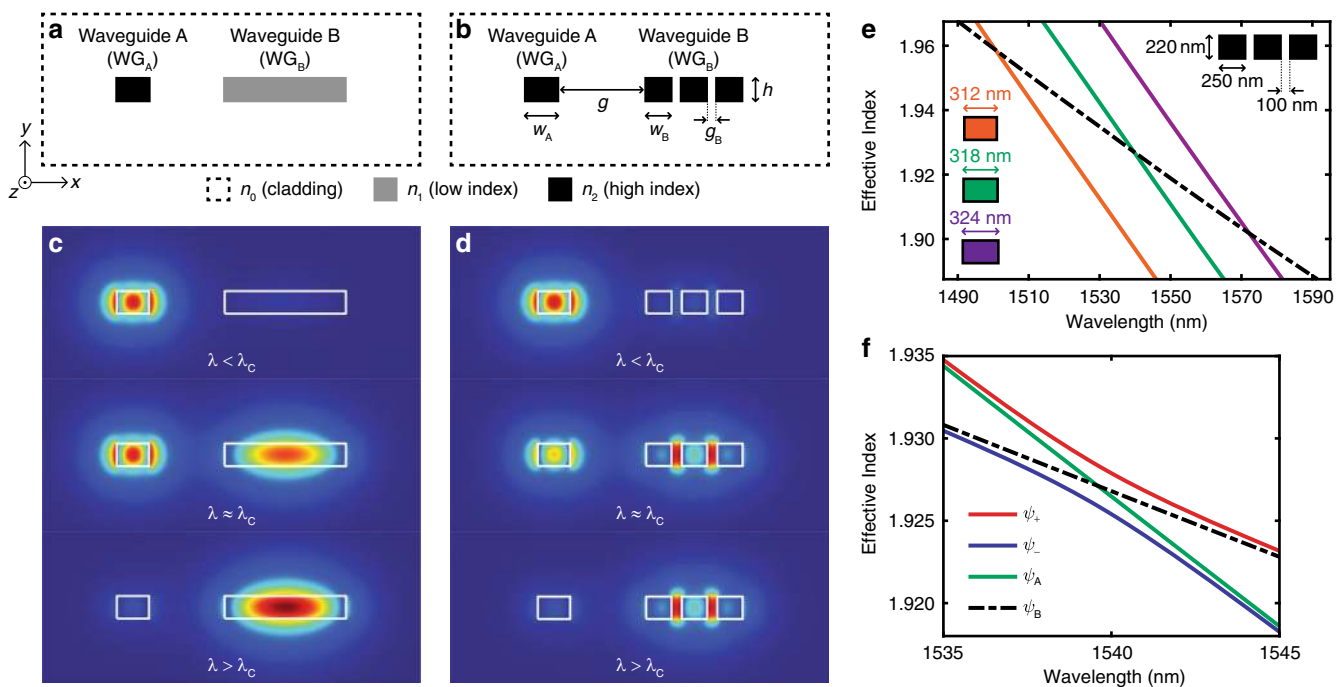 a
Waveguide A
(WG_A)
Waveguide B
(WG_B)
b
Waveguide A
(WG_A)
Waveguide B
(WG_B)
g
h
w_A
w_B
g_B
y
z
x
n_0 (cladding)
n_1 (low index)
n_2 (high index)
c
λ < λ_C
λ ≈ λ_C
λ > λ_C
d
λ < λ_C
λ ≈ λ_C
λ > λ_C
e
Effective Index
1.96
1.94
1.92
1.90
312 nm
318 nm
324 nm
220 nm
250 nm
100 nm
1490
1510
1530
1550
1570
1590
Wavelength (nm)
f
Effective Index
1.935
1.930
1.925
1.920
ψ_+
ψ_−
ψ_A
ψ_B
1535
1540
1545
Wavelength (nm)